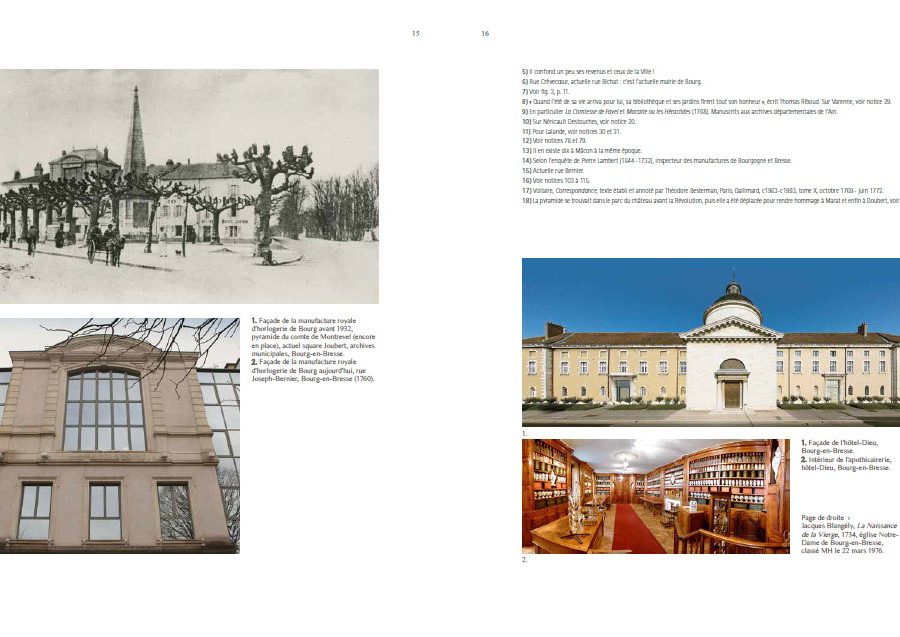 15
16
1. Façade de la manufacture royale
d'horlogerie de Bourg avant 1932,
pyramide du comte de Montrevel (encore
en place), actuel square Joubert, archives
municipales, Bourg-en-Bresse.
2. Façade de la manufacture royale
d'horlogerie de Bourg aujourd'hui, rue
Joseph-Bernier, Bourg-en-Bresse (1760).
5) Il confond un peu ses revenus et ceux de la Ville !
6) Rue Crèvecœur, actuelle rue Bichat : c'est l'actuelle mairie de Bourg.
7) Voir fig. 3, p. 11.
8) « Quand l'été de sa vie arriva pour lui, sa bibliothèque et ses jardins firent tout son bonheur », écrit Thomas Riboud. Sur Varenne, voir notice 29.
9) En particulier La Comtesse de Fayel et Macarie ou les Héraclides (1768). Manuscrits aux archives départementales de l'Ain.
10) Sur Néricault Destouches, voir notice 20.
11) Pour Lalande, voir notices 30 et 31.
12) Voir notices 78 et 79.
13) Il en existe dix à Mâcon à la même époque.
14) Selon l'enquête de Pierre Lambert (1644-1732), inspecteur des manufactures de Bourgogne et Bresse.
15) Actuelle rue Bernier.
16) Voir notices 103 à 115.
17) Voltaire, Correspondance, texte établi et annoté par Théodore Besterman, Paris, Gallimard, c1963-c1993, tome X, octobre 1769 - juin 1772.
18) La pyramide se trouvait dans le parc du château avant la Révolution, puis elle a été déplacée pour rendre hommage à Marat et enfin à Joubert, voir
1.
1. Façade de l'hôtel-Dieu,
Bourg-en-Bresse.
2. Intérieur de l'apothicairerie,
hôtel-Dieu, Bourg-en-Bresse.
Page de droite :
Jacques Blangély, La Naissance
de la Vierge, 1734, église Notre-
Dame de Bourg-en-Bresse,
classé MH le 22 mars 1976.
2.